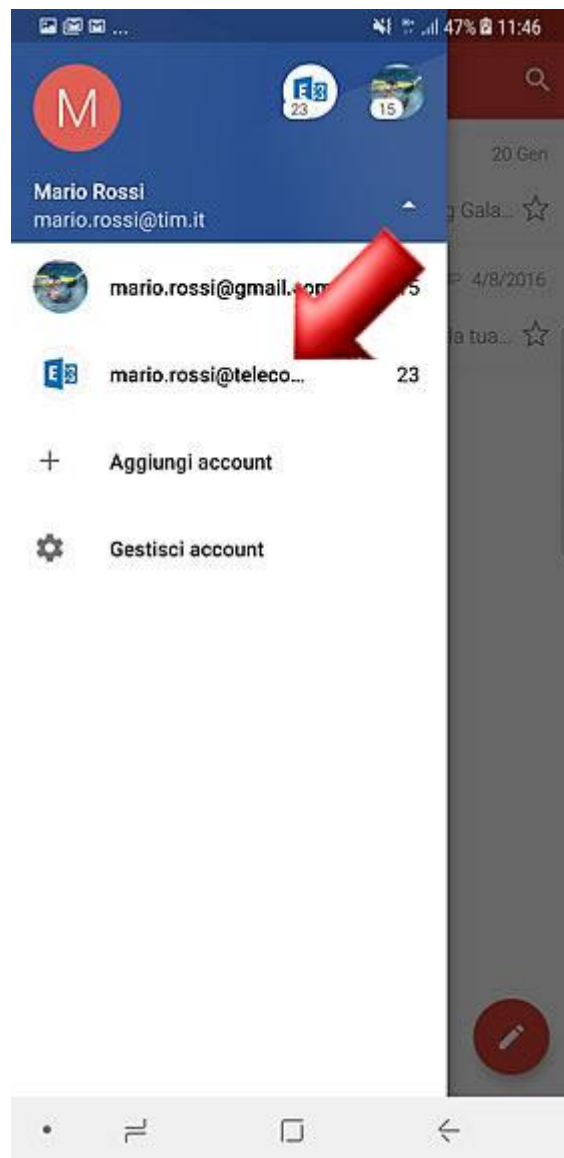 ... 47% 11:46
M
23
15
Mario Rossi
mario.rossi@tim.it
20 Gen
Gala...
mario.rossi@gmail.com
4/8/2016
la tua...
mario.rossi@teleco... 23
Aggiungi account
Gestisci account